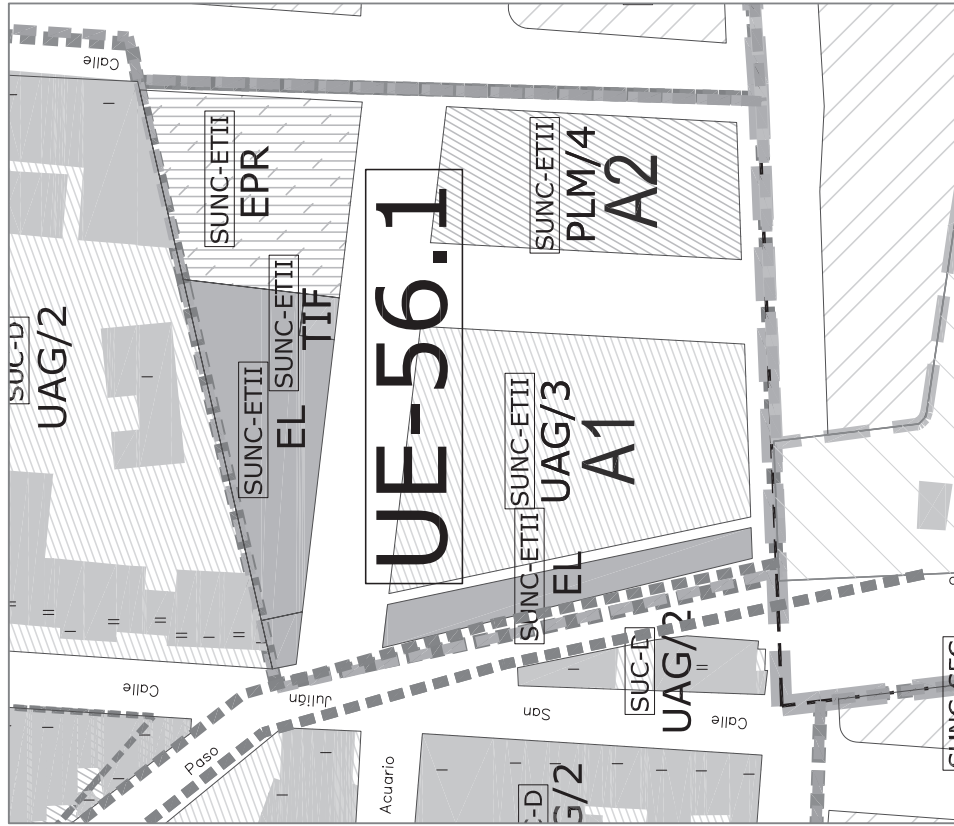 Calle
SUNC-ETII
EPR
SUNC-ETII
PLM/4
A2
UE-56.1
SUNC-ETII
TIF
SUC-D
UAG/2
SUNC-ETII
EL
SUNC-ETII
UAG/3
A1
SUNC-ETII
EL
SUC-D
UAG/2
Calle
Julián
San
Calle
Paso
Acuario